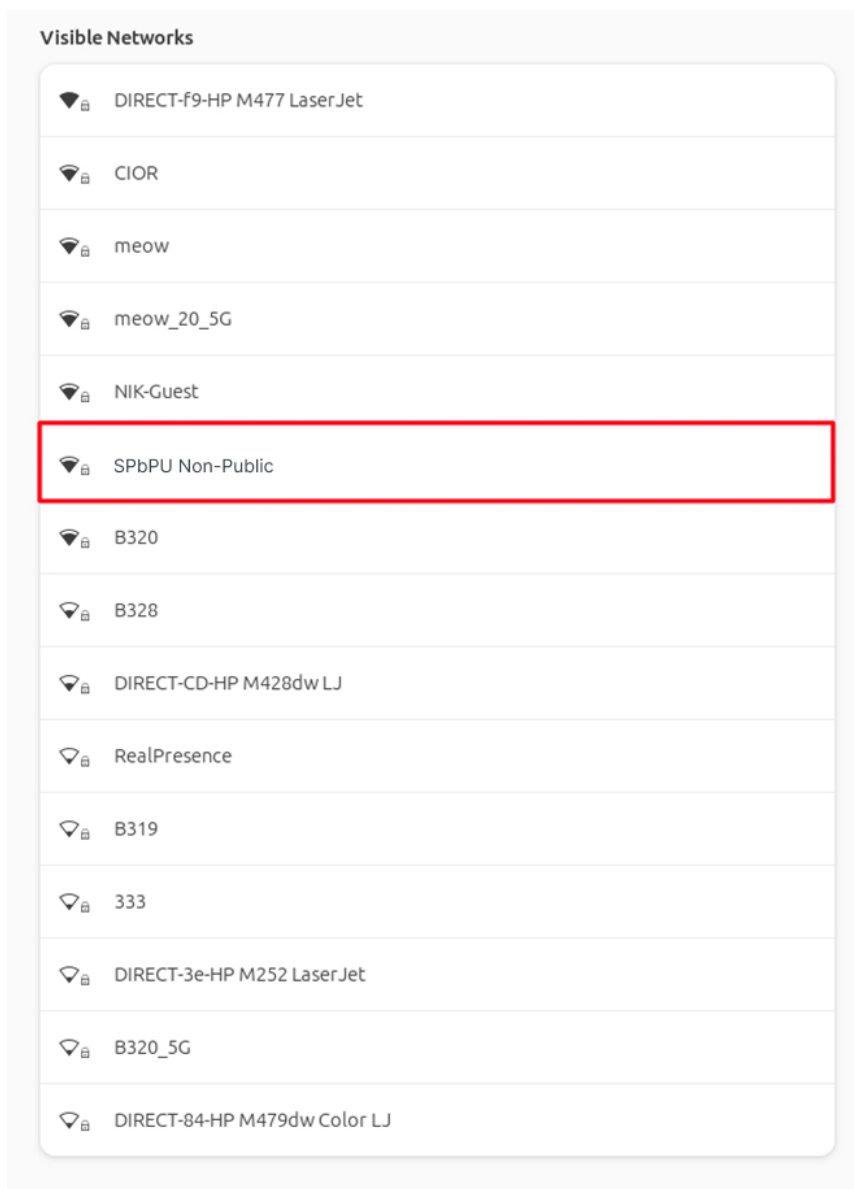 Visible Networks
DIRECT-f9-HP M477 LaserJet
CIOR
meow
meow_20_5G
NIK-Guest
SPbPU Non-Public
B320
B328
DIRECT-CD-HP M428dw LJ
RealPresence
B319
333
DIRECT-3e-HP M252 LaserJet
B320_5G
DIRECT-84-HP M479dw Color LJ